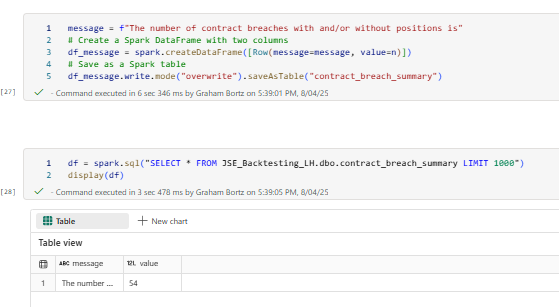 1 message = f"The number of contract breaches with and/or without positions is"
2 # Create a Spark DataFrame with two columns
3 df_message = spark.createDataFrame([Row(message=message, value=n)])
4 # Save as a Spark table
5 df_message.write.mode("overwrite").saveAsTable("contract_breach_summary")
[27] - Command executed in 6 sec 346 ms by Graham Bortz on 5:39:01 PM, 8/04/25
1 df = spark.sql("SELECT * FROM JSE_Backtesting_LH.dbo.contract_breach_summary LIMIT 1000")
2 display(df)
[28] - Command executed in 3 sec 478 ms by Graham Bortz on 5:39:05 PM, 8/04/25
Table New chart
Table view
ABC message 12L value
1 The number ... 54